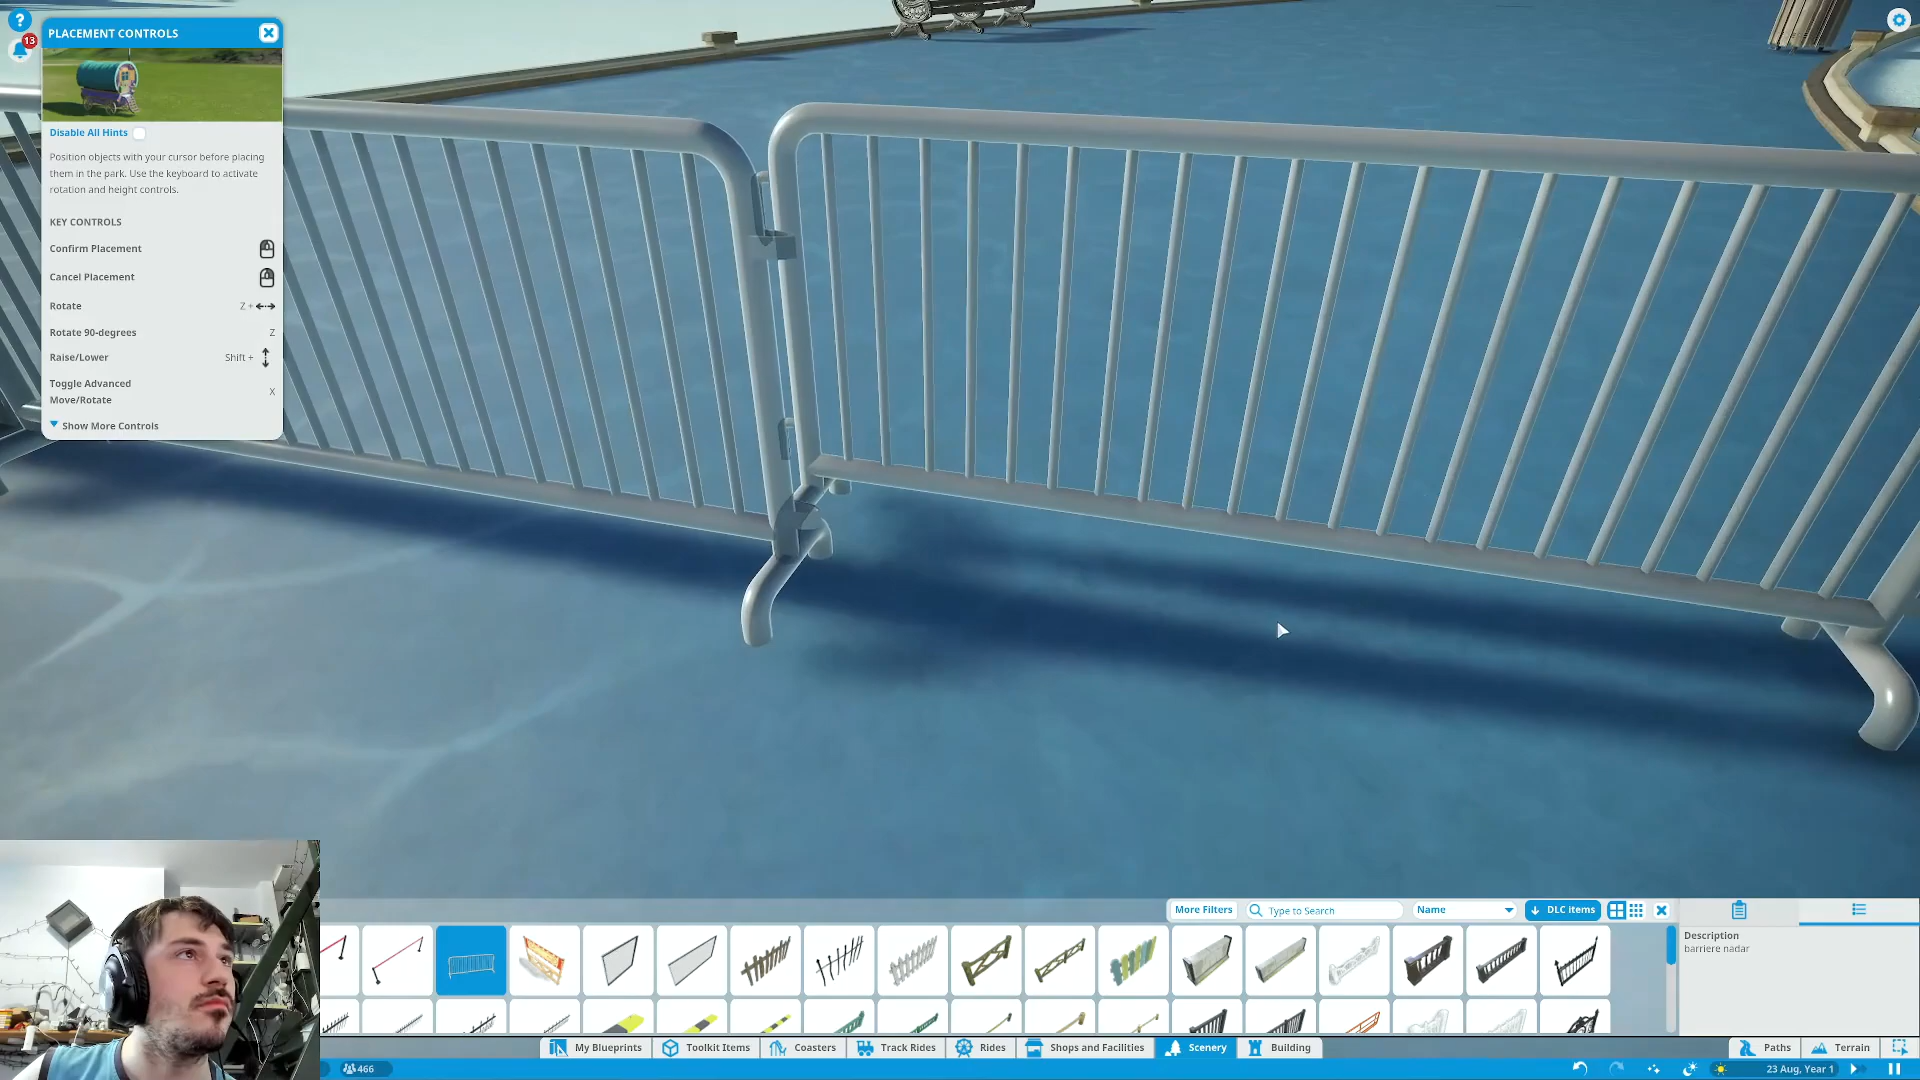 ?
13
PLACEMENT CONTROLS
Disable All Hints
Position objects with your cursor before placing
them in the park. Use the keyboard to activate
rotation and height controls.
KEY CONTROLS
Confirm Placement
Cancel Placement
Rotate Z +
Rotate 90-degrees Z
Raise/Lower Shift +
Toggle Advanced
Move/Rotate X
Show More Controls
More Filters Type to Search Name DLC Items
Description
barriere nadar
My Blueprints Toolkit Items Coasters Track Rides Rides Shops and Facilities Scenery Building Paths Terrain
466 23 Aug, Year 1